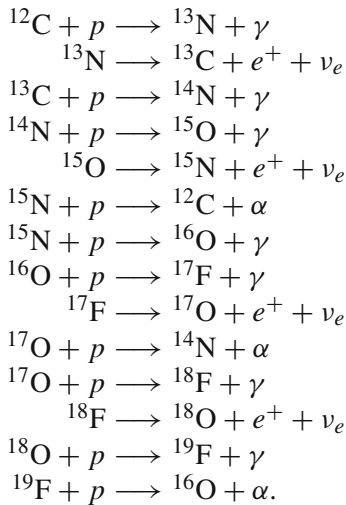 ¹²C + p ⟶ ¹³N + γ
¹³N ⟶ ¹³C + e⁺ + νₑ
¹³C + p ⟶ ¹⁴N + γ
¹⁴N + p ⟶ ¹⁵O + γ
¹⁵O ⟶ ¹⁵N + e⁺ + νₑ
¹⁵N + p ⟶ ¹²C + α
¹⁵N + p ⟶ ¹⁶O + γ
¹⁶O + p ⟶ ¹⁷F + γ
¹⁷F ⟶ ¹⁷O + e⁺ + νₑ
¹⁷O + p ⟶ ¹⁴N + α
¹⁷O + p ⟶ ¹⁸F + γ
¹⁸F ⟶ ¹⁸O + e⁺ + νₑ
¹⁸O + p ⟶ ¹⁹F + γ
¹⁹F + p ⟶ ¹⁶O + α.